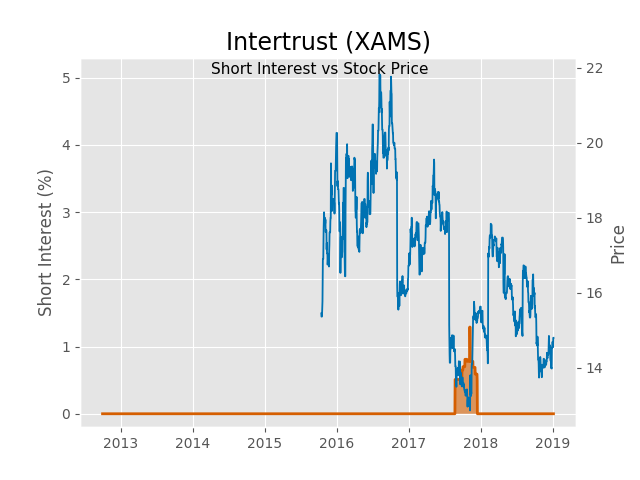 Intertrust (XAMS)
Short Interest vs Stock Price
Short Interest (%)
5
4
3
2
1
0
22
20
18
16
14
Price
2013 2014 2015 2016 2017 2018 2019